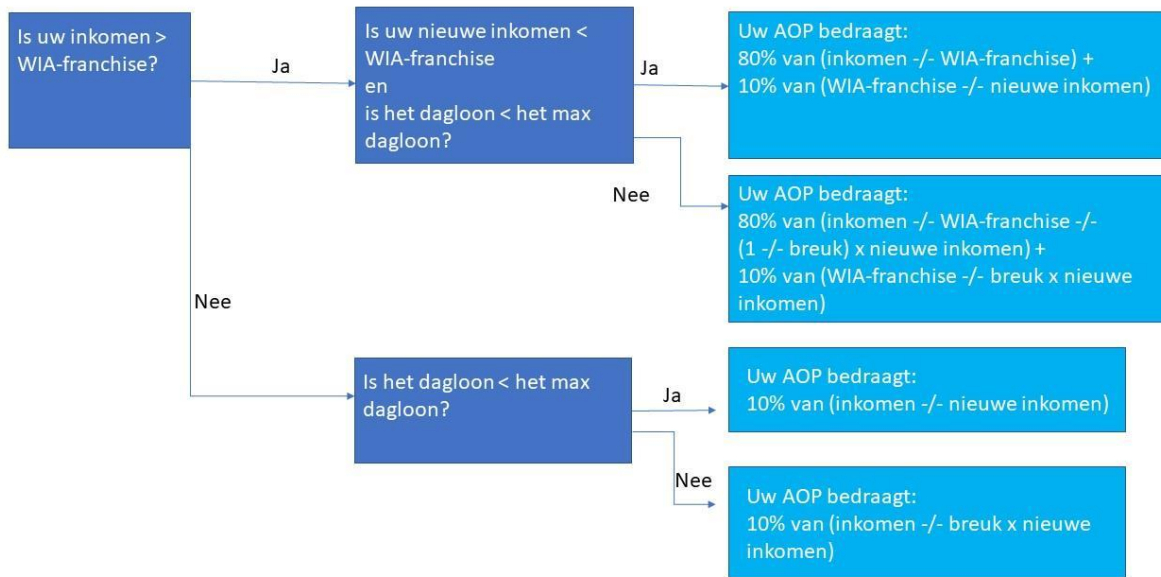 Is uw inkomen >
WIA-franchise?
Ja
Is uw nieuwe inkomen <
WIA-franchise
en
is het dagloon < het max
dagloon?
Ja
Uw AOP bedraagt:
80% van (inkomen -/- WIA-franchise) +
10% van (WIA-franchise -/- nieuwe inkomen)
Nee
Uw AOP bedraagt:
80% van (inkomen -/- WIA-franchise -/-
(1 -/- breuk) x nieuwe inkomen) +
10% van (WIA-franchise -/- breuk x nieuwe
inkomen)
Nee
Is het dagloon < het max
dagloon?
Ja
Uw AOP bedraagt:
10% van (inkomen -/- nieuwe inkomen)
Nee
Uw AOP bedraagt:
10% van (inkomen -/- breuk x nieuwe
inkomen)